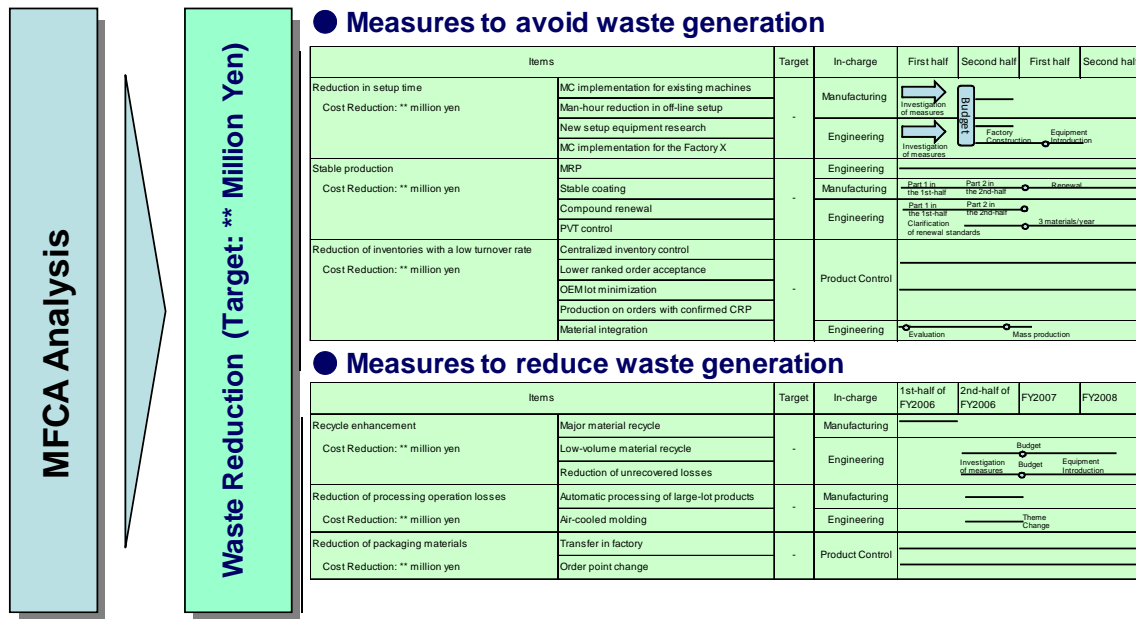 MFCA Analysis
Waste Reduction (Target: ** Million Yen)
● Measures to avoid waste generation
Items Target In-charge First half Second half First half Second half
Reduction in setup time
Cost Reduction: ** million yen
MC implementation for existing machines
Man-hour reduction in off-line setup
New setup equipment research
MC implementation for the Factory X
-
Manufacturing
Engineering
Investigation
of measures
Investigation
of measures
Budget
Factory
Construction
Equipment
Introduction
Stable production
Cost Reduction: ** million yen
MRP
Stable coating
Compound renewal
PVT control
-
Engineering
Manufacturing
Engineering
Part 1 in
the 1st-half
Part 2 in
the 2nd-half
Renewal
Part 1 in
the 1st-half
Part 2 in
the 2nd-half
Clarification
of renewal standards
3 materials/year
Reduction of inventories with a low turnover rate
Cost Reduction: ** million yen
Centralized inventory control
Lower ranked order acceptance
OEM lot minimization
Production on orders with confirmed CRP
Material integration
-
Product Control
Engineering
Evaluation
Mass production
● Measures to reduce waste generation
Items Target In-charge
1st-half of
FY2006
2nd-half of
FY2006
FY2007
FY2008
Recycle enhancement
Cost Reduction: ** million yen
Major material recycle
Low-volume material recycle
Reduction of unrecovered losses
-
Manufacturing
Engineering
Budget
Investigation
of measures
Budget
Equipment
Introduction
Reduction of processing operation losses
Cost Reduction: ** million yen
Automatic processing of large-lot products
Air-cooled molding
-
Manufacturing
Engineering
Theme
Change
Reduction of packaging materials
Cost Reduction: ** million yen
Transfer in factory
Order point change
-
Product Control